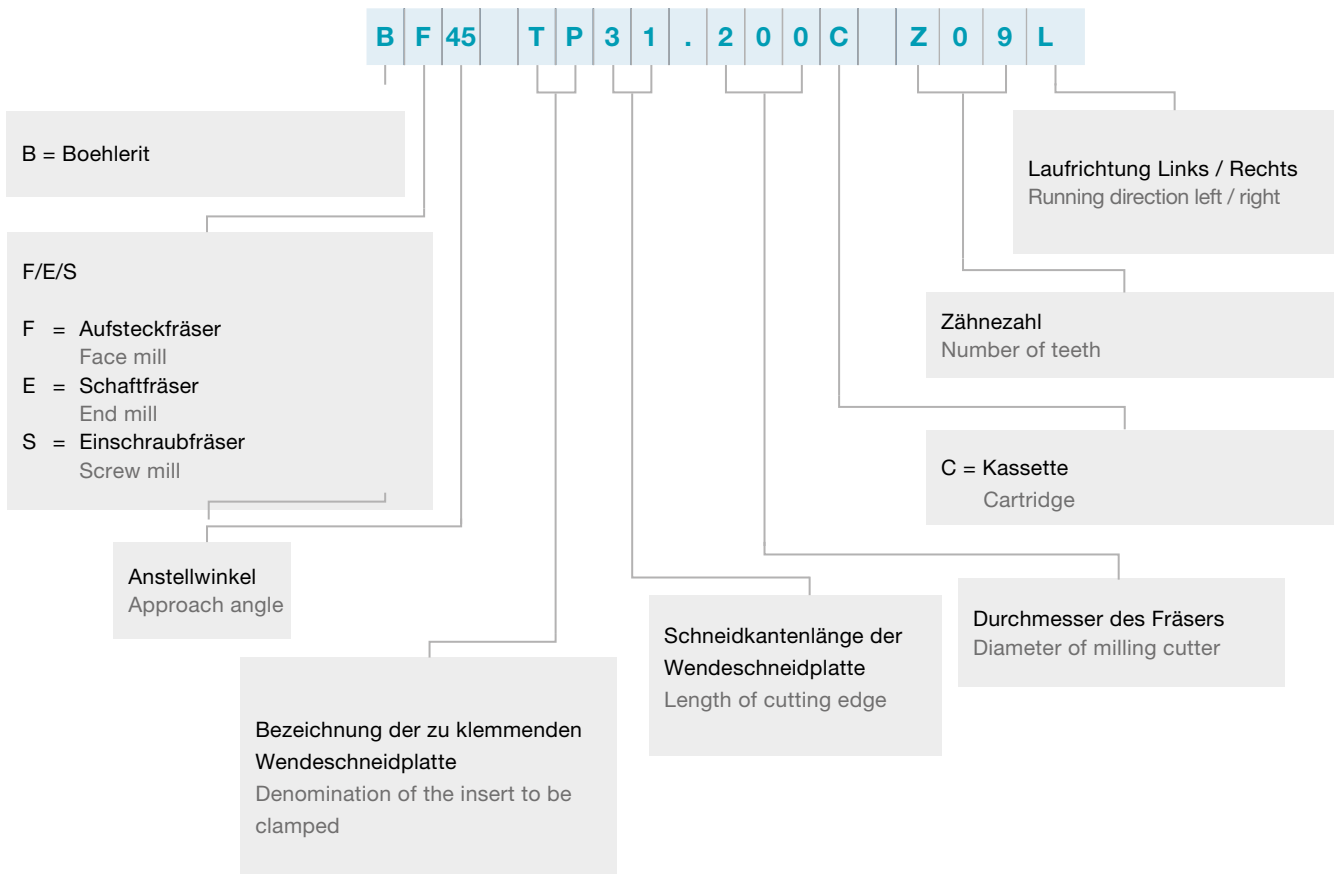 B F 45 T P 3 1 . 2 0 0 C Z 0 9 L
B = Boehlerit
Laufrichtung Links / Rechts
Running direction left / right
F/E/S
F = Aufsteckfräser
Face mill
E = Schaftfräser
End mill
S = Einschraubfräser
Screw mill
Zähnezahl
Number of teeth
C = Kassette
Cartridge
Anstellwinkel
Approach angle
Schneidkantenlänge der
Wendeschneidplatte
Length of cutting edge
Durchmesser des Fräsers
Diameter of milling cutter
Bezeichnung der zu klemmenden
Wendeschneidplatte
Denomination of the insert to be
clamped